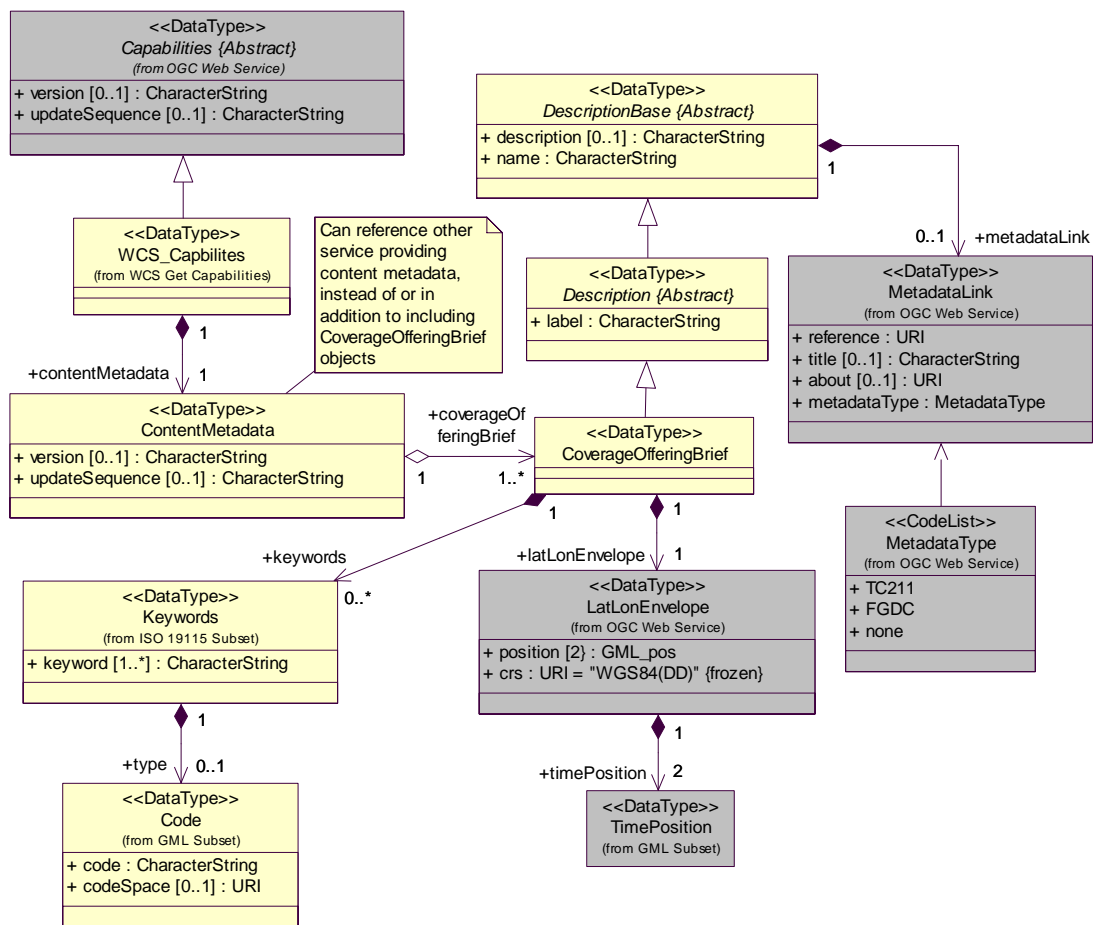 <<DataType>>
Capabilities {Abstract}
(from OGC Web Service)
+ version [0..1] : CharacterString
+ updateSequence [0..1] : CharacterString
<<DataType>>
DescriptionBase {Abstract}
+ description [0..1] : CharacterString
+ name : CharacterString
1
0..1
+metadataLink
<<DataType>>
WCS_Capbilites
(from WCS Get Capabilities)
1
+contentMetadata
1
Can reference other
service providing
content metadata,
instead of or in
addition to including
CoverageOfferingBrief
objects
<<DataType>>
Description {Abstract}
+ label : CharacterString
<<DataType>>
MetadataLink
(from OGC Web Service)
+ reference : URI
+ title [0..1] : CharacterString
+ about [0..1] : URI
+ metadataType : MetadataType
<<DataType>>
ContentMetadata
+ version [0..1] : CharacterString
+ updateSequence [0..1] : CharacterString
+coverageOf
feringBrief
1
1..*
<<DataType>>
CoverageOfferingBrief
1
1
+keywords
0..*
+latLonEnvelope
1
<<CodeList>>
MetadataType
(from OGC Web Service)
+ TC211
+ FGDC
+ none
<<DataType>>
Keywords
(from ISO 19115 Subset)
+ keyword [1..*] : CharacterString
1
+type
0..1
<<DataType>>
LatLonEnvelope
(from OGC Web Service)
+ position [2} : GML_pos
+ crs : URI = "WGS84(DD)" {frozen}
1
+timePosition
2
<<DataType>>
Code
(from GML Subset)
+ code : CharacterString
+ codeSpace [0..1] : URI
<<DataType>>
TimePosition
(from GML Subset)